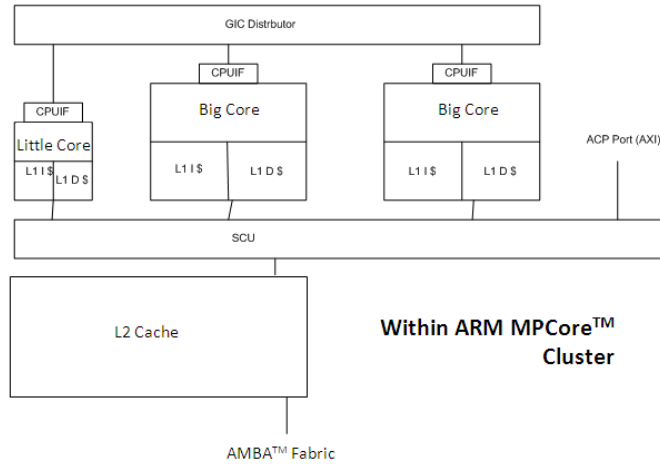 GIC Distrbutor
CPUIF
CPUIF
CPUIF
Big Core
Big Core
Little Core
ACP Port (AXI)
L1 I $
L1 D $
L1 I $
L1 D $
L1 I $
L1 D $
SCU
L2 Cache
Within ARM MPCore™
Cluster
AMBA™ Fabric